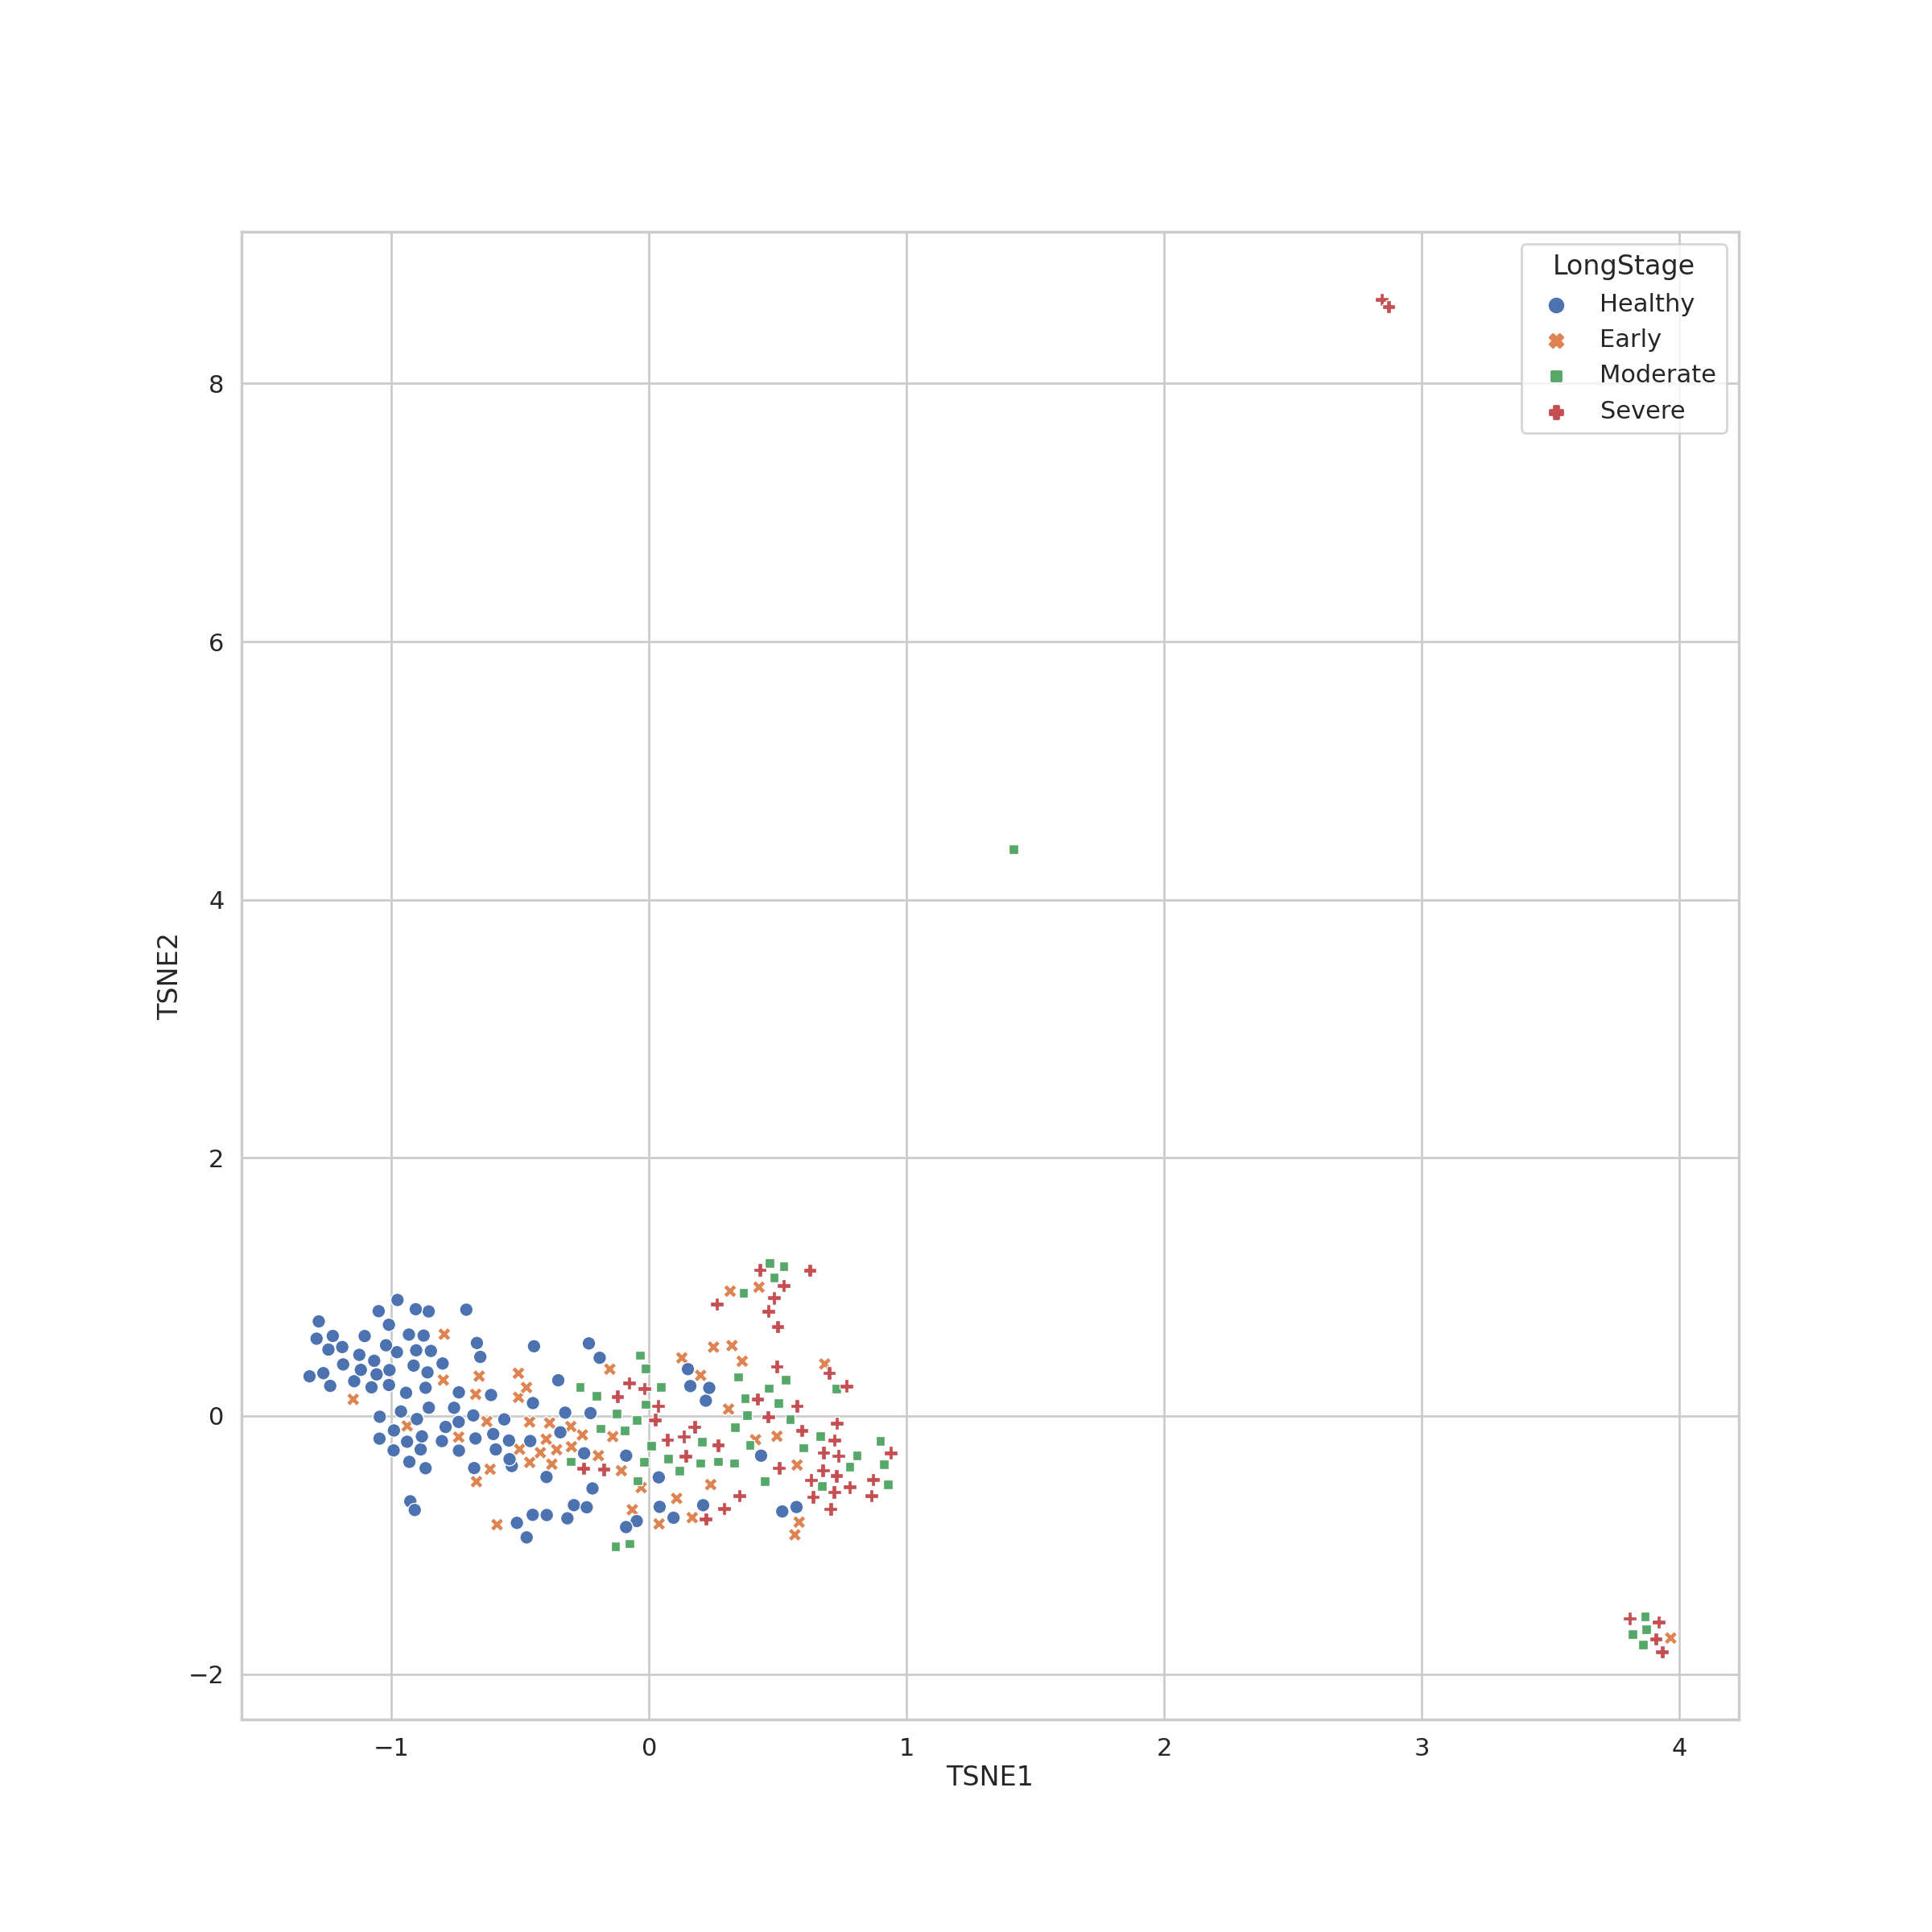 LongStage
Healthy
Early
Moderate
Severe
8
6
4
2
0
−2
TSNE2
−1 0 1 2 3 4
TSNE1